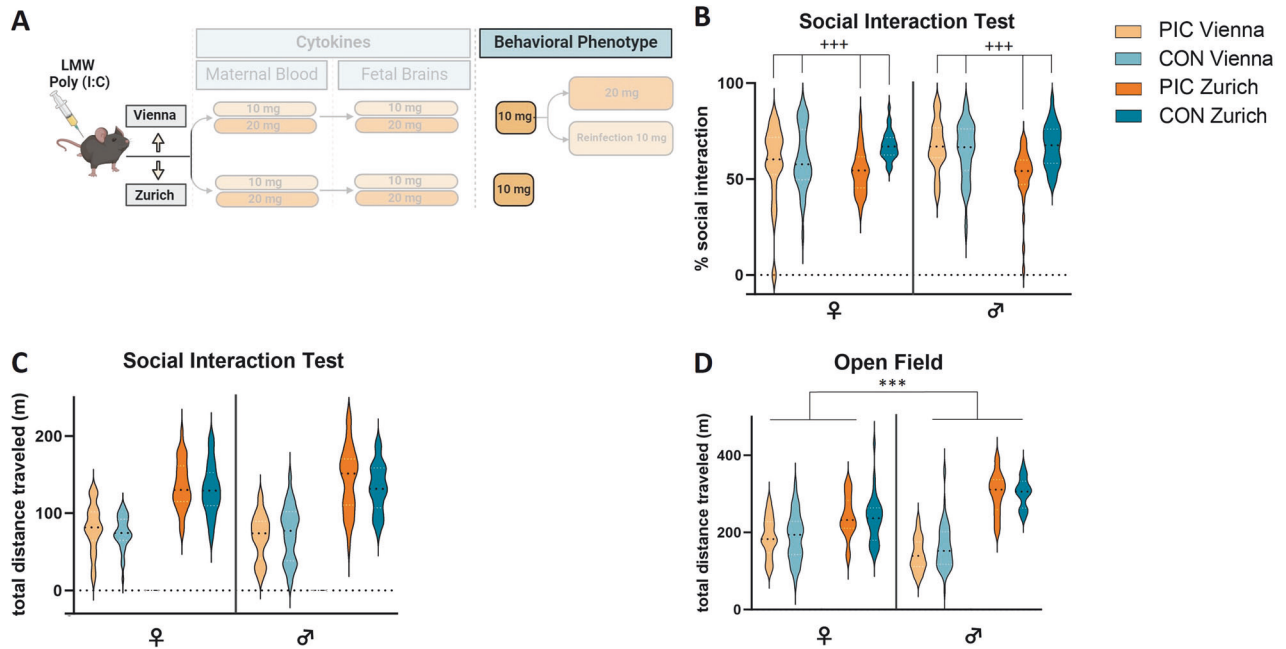 A
Cytokines
Behavioral Phenotype
Maternal Blood
Fetal Brains
LMW
Poly (I:C)
Vienna
Zurich
10 mg
20 mg
10 mg
20 mg
10 mg
20 mg
Reinfection 10 mg
10 mg
20 mg
10 mg
20 mg
10 mg
B
Social Interaction Test
% social interaction
100
50
0
+++
+++
♀
♂
PIC Vienna
CON Vienna
PIC Zurich
CON Zurich
C
Social Interaction Test
total distance traveled (m)
200
100
0
♀
♂
D
Open Field
***
total distance traveled (m)
400
200
0
♀
♂